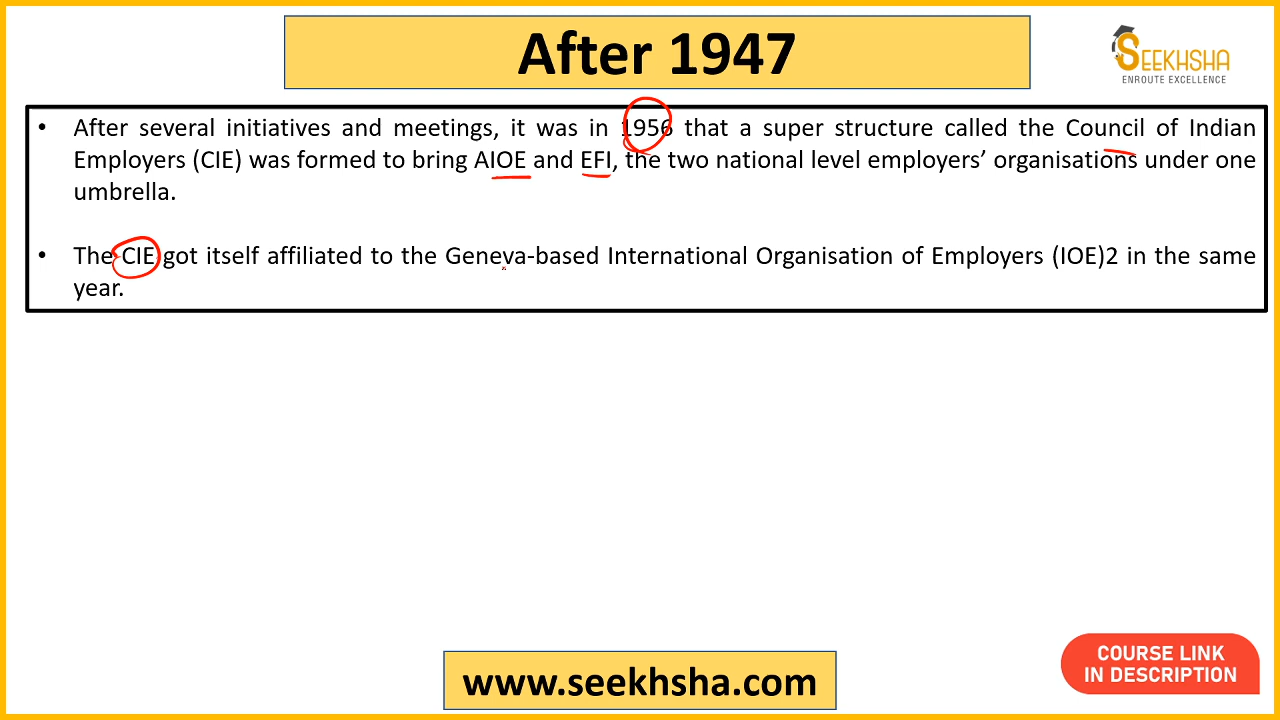 After 1947
SEEKHSHA
ENROUTE EXCELLENCE
• After several initiatives and meetings, it was in 1956 that a super structure called the Council of Indian
Employers (CIE) was formed to bring AIOE and EFI, the two national level employers’ organisations under one
umbrella.
• The CIE got itself affiliated to the Geneva-based International Organisation of Employers (IOE)2 in the same
year.
www.seekhsha.com
COURSE LINK
IN DESCRIPTION